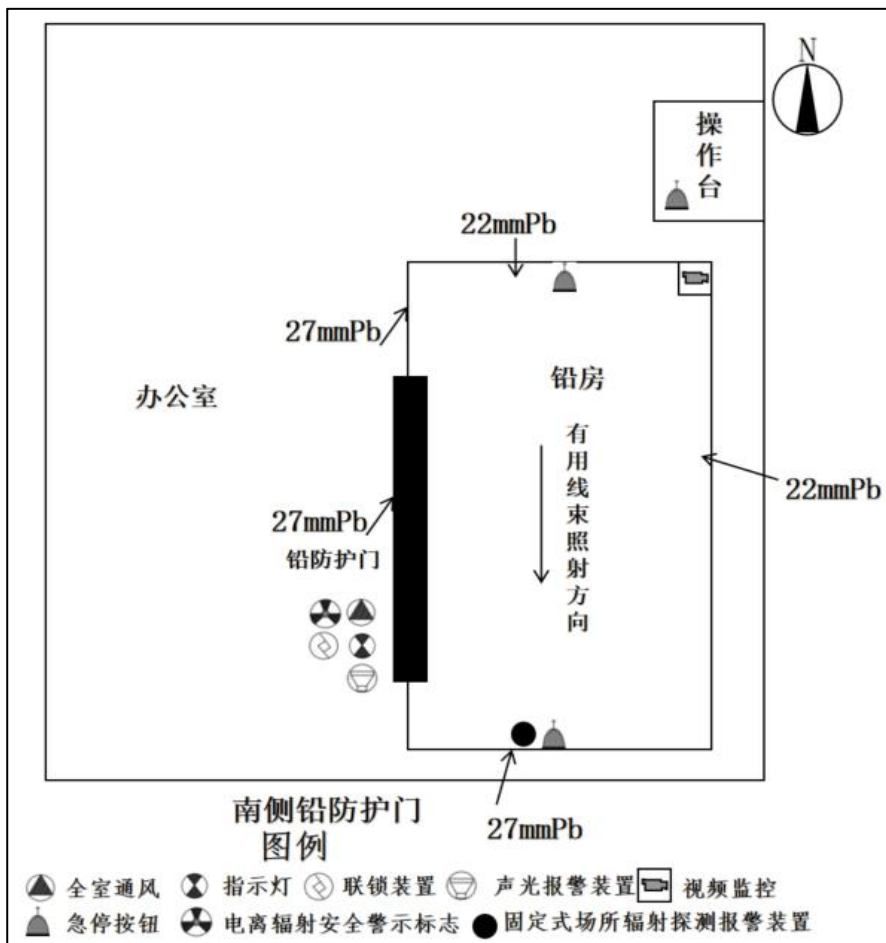 N
操作台
22mmPb
27mmPb
铅房
办公室
有用线束照射方向
22mmPb
27mmPb
铅防护门
南侧铅防护门
27mmPb
图例
全室通风 指示灯 联锁装置 声光报警装置 视频监控
急停按钮 电离辐射安全警示标志 固定式场所辐射探测报警装置